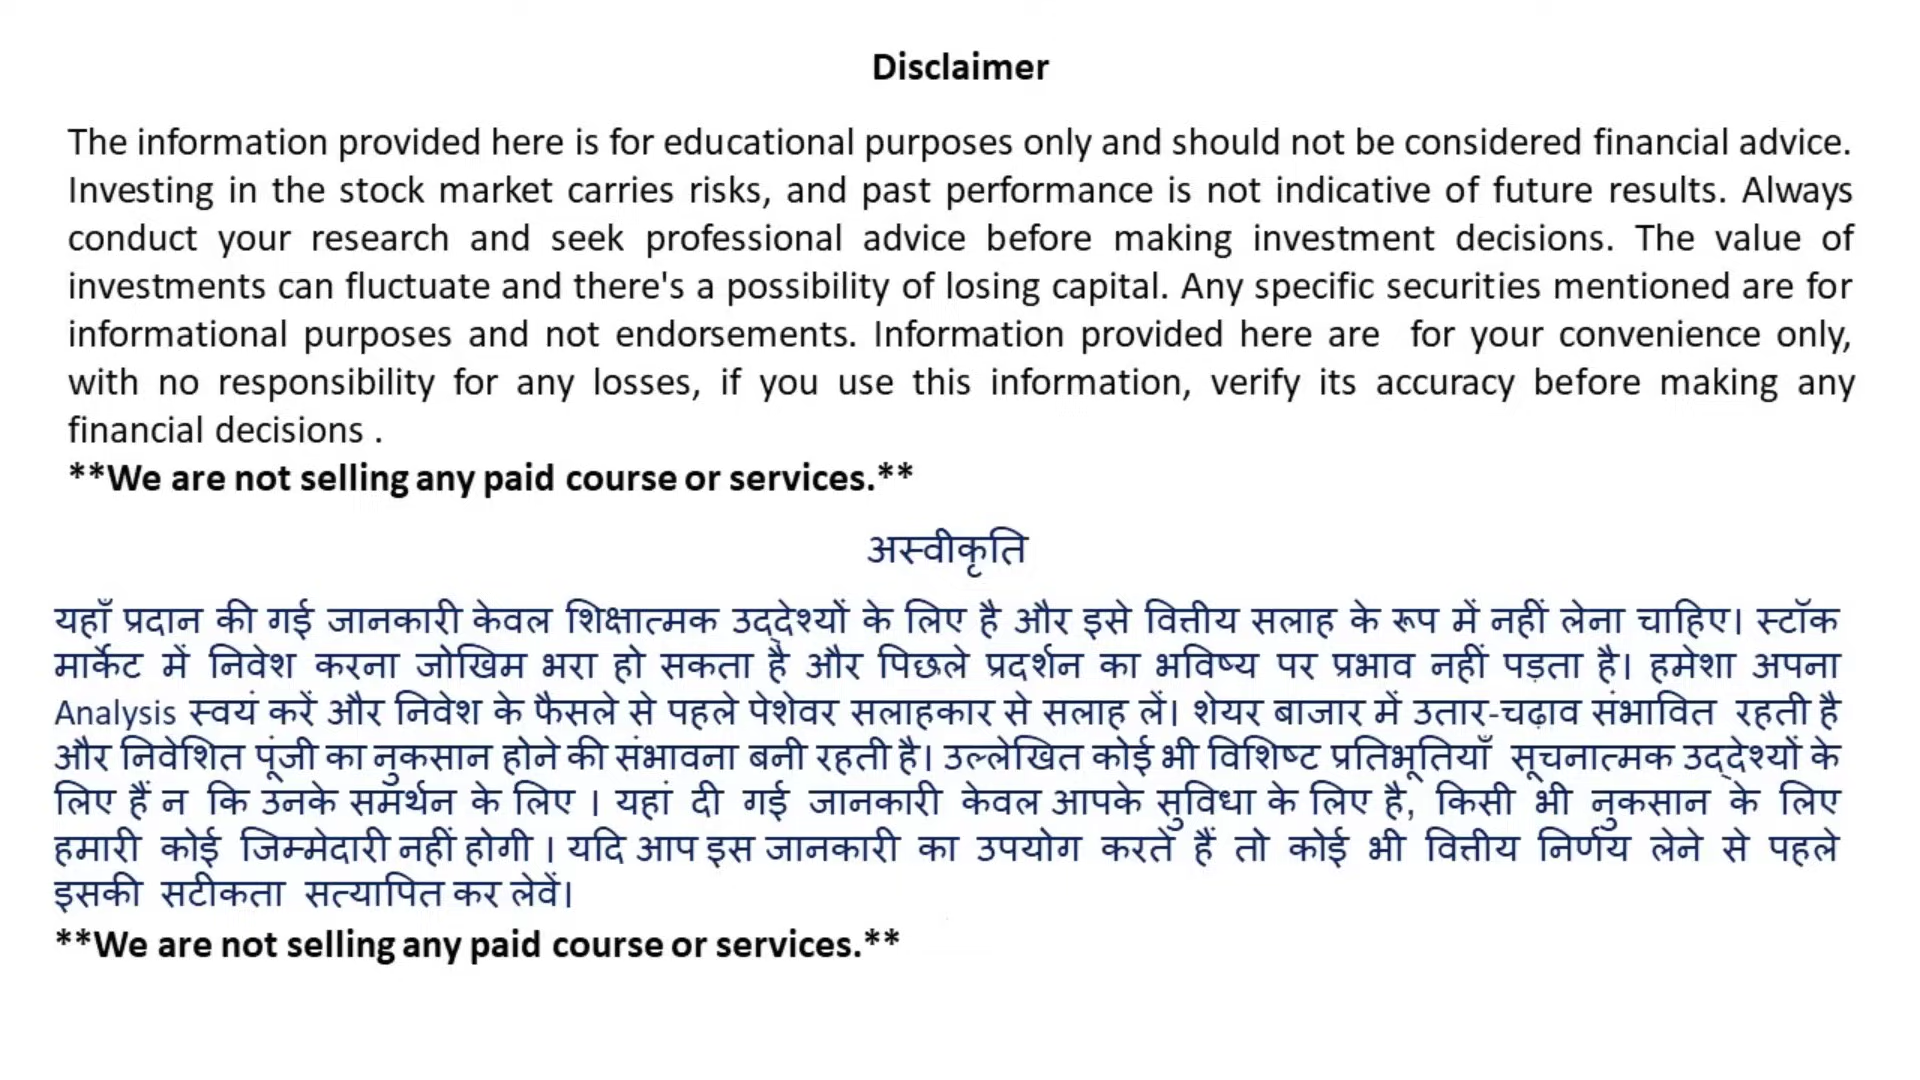 Disclaimer
The information provided here is for educational purposes only and should not be considered financial advice.
Investing in the stock market carries risks, and past performance is not indicative of future results. Always
conduct your research and seek professional advice before making investment decisions. The value of
investments can fluctuate and there's a possibility of losing capital. Any specific securities mentioned are for
informational purposes and not endorsements. Information provided here are for your convenience only,
with no responsibility for any losses, if you use this information, verify its accuracy before making any
financial decisions .
**We are not selling any paid course or services.**
अस्वीकृति
यहाँ प्रदान की गई जानकारी केवल शिक्षात्मक उद्देश्यों के लिए है और इसे वित्तीय सलाह के रूप में नहीं लेना चाहिए। स्टॉक
मार्केट में निवेश करना जोखिम भरा हो सकता है और पिछले प्रदर्शन का भविष्य पर प्रभाव नहीं पड़ता है। हमेशा अपना
Analysis स्वयं करें और निवेश के फैसले से पहले पेशेवर सलाहकार से सलाह लें। शेयर बाजार में उतार-चढ़ाव संभावित रहती है
और निवेशित पूंजी का नुकसान होने की संभावना बनी रहती है। उल्लेखित कोई भी विशिष्ट प्रतिभूतियाँ सूचनात्मक उद्देश्यों के
लिए हैं न कि उनके समर्थन के लिए । यहां दी गई जानकारी केवल आपके सुविधा के लिए है, किसी भी नुकसान के लिए
हमारी कोई जिम्मेदारी नहीं होगी । यदि आप इस जानकारी का उपयोग करते हैं तो कोई भी वित्तीय निर्णय लेने से पहले
इसकी सटीकता सत्यापित कर लेवें।
**We are not selling any paid course or services.**